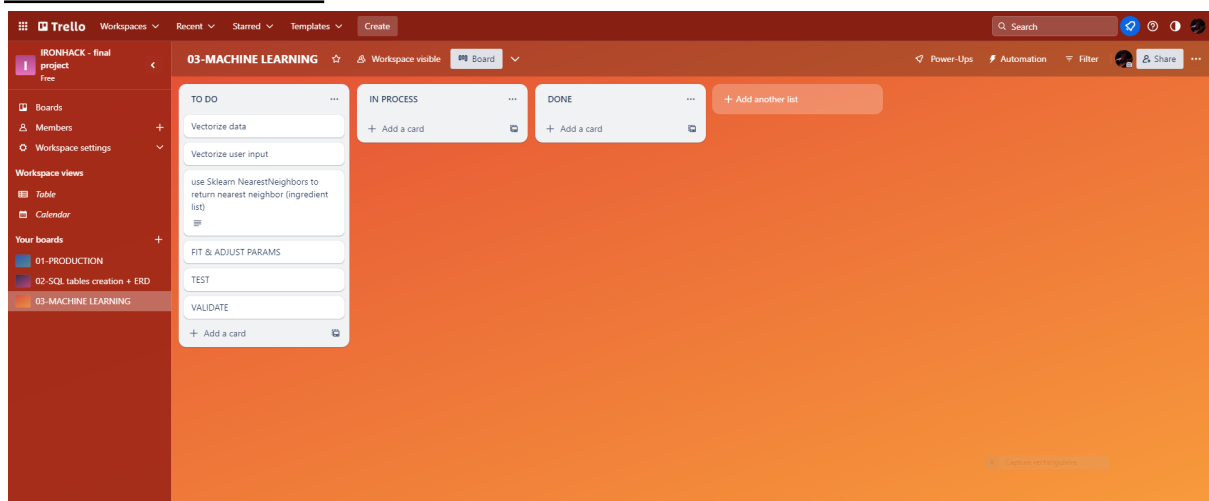 Trello
Workspaces
Recent
Starred
Templates
Create
Search
IRONHACK - final
project
Free
I
03-MACHINE LEARNING
Workspace visible
Board
Power-Ups
Automation
Filter
Share
Boards
Members
Workspace settings
Workspace views
Table
Calendar
Your boards
01-PRODUCTION
02-SQL tables creation + ERD
03-MACHINE LEARNING
TO DO
Vectorize data
Vectorize user input
use Sklearn NearestNeighbors to
return nearest neighbor (ingredient
list)
FIT & ADJUST PARAMS
TEST
VALIDATE
+ Add a card
IN PROCESS
+ Add a card
DONE
+ Add a card
+ Add another list